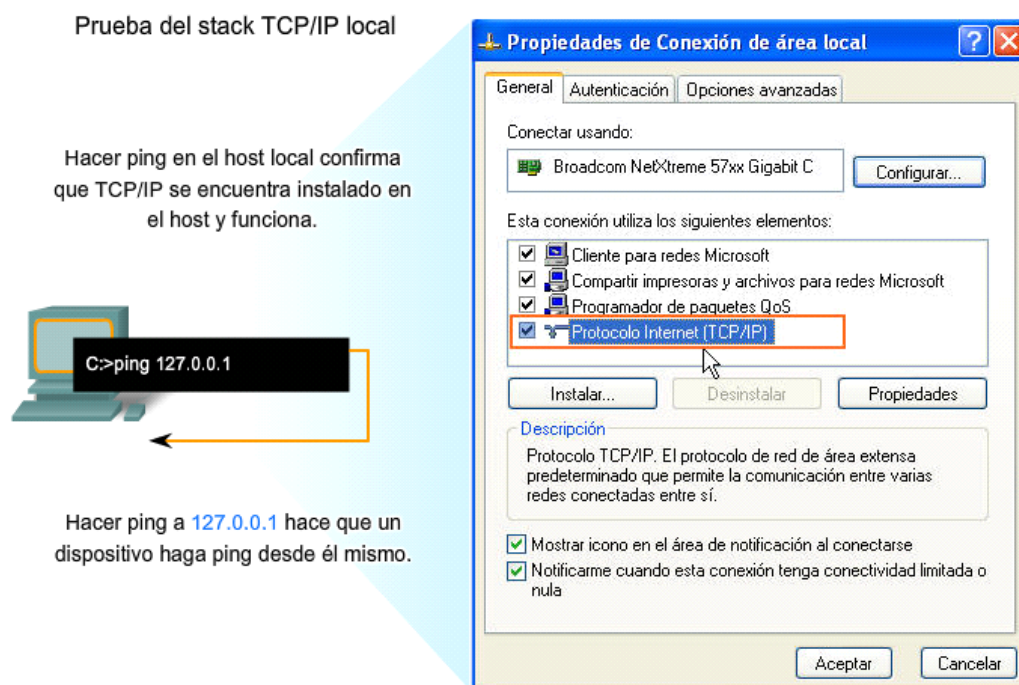 Prueba del stack TCP/IP local
Hacer ping en el host local confirma
que TCP/IP se encuentra instalado en
el host y funciona.
C:>ping 127.0.0.1
Hacer ping a 127.0.0.1 hace que un
dispositivo haga ping desde él mismo.
Propiedades de Conexión de área local
General
Autenticación
Opciones avanzadas
Conectar usando:
Broadcom NetXtreme 57xx Gigabit C
Configurar...
Esta conexión utiliza los siguientes elementos:
Cliente para redes Microsoft
Compartir impresoras y archivos para redes Microsoft
Programador de paquetes QoS
Protocolo Internet (TCP/IP)
Instalar...
Desinstalar
Propiedades
Descripción
Protocolo TCP/IP. El protocolo de red de área extensa
predeterminado que permite la comunicación entre varias
redes conectadas entre sí.
Mostrar icono en el área de notificación al conectarse
Notificarme cuando esta conexión tenga conectividad limitada o
nula
Aceptar
Cancelar